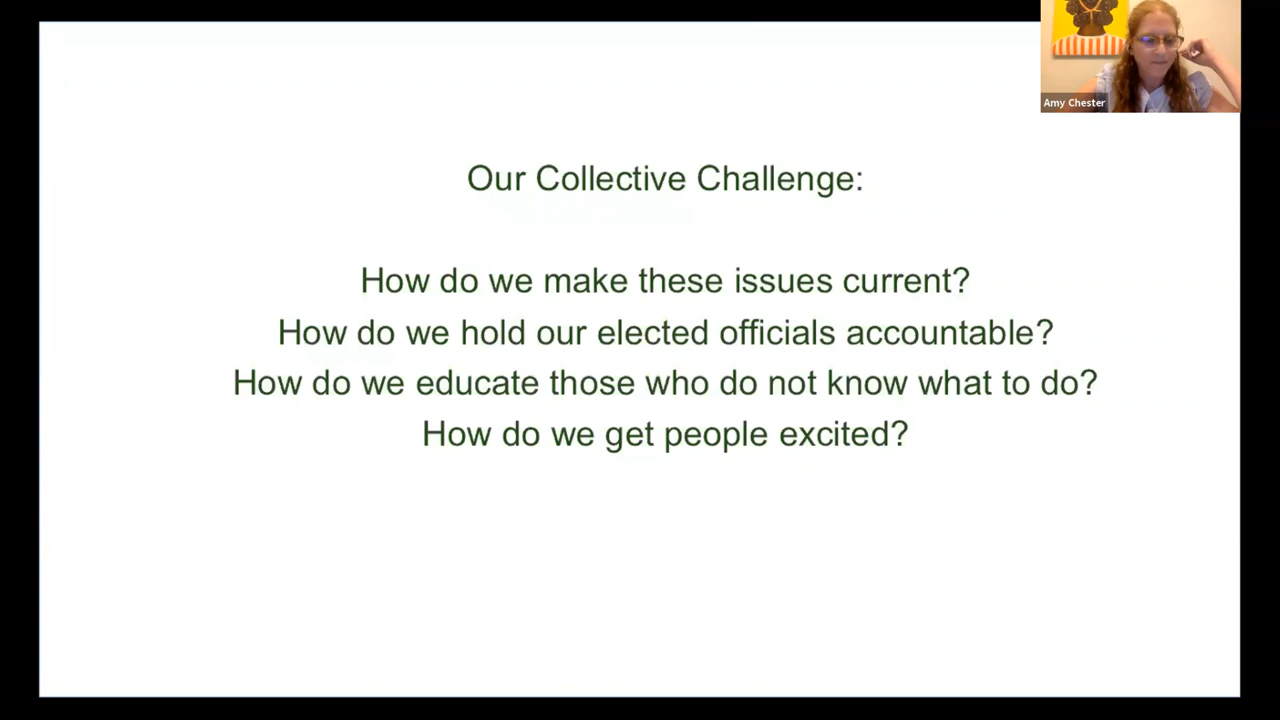 Amy Chester
Our Collective Challenge:
How do we make these issues current?
How do we hold our elected officials accountable?
How do we educate those who do not know what to do?
How do we get people excited?